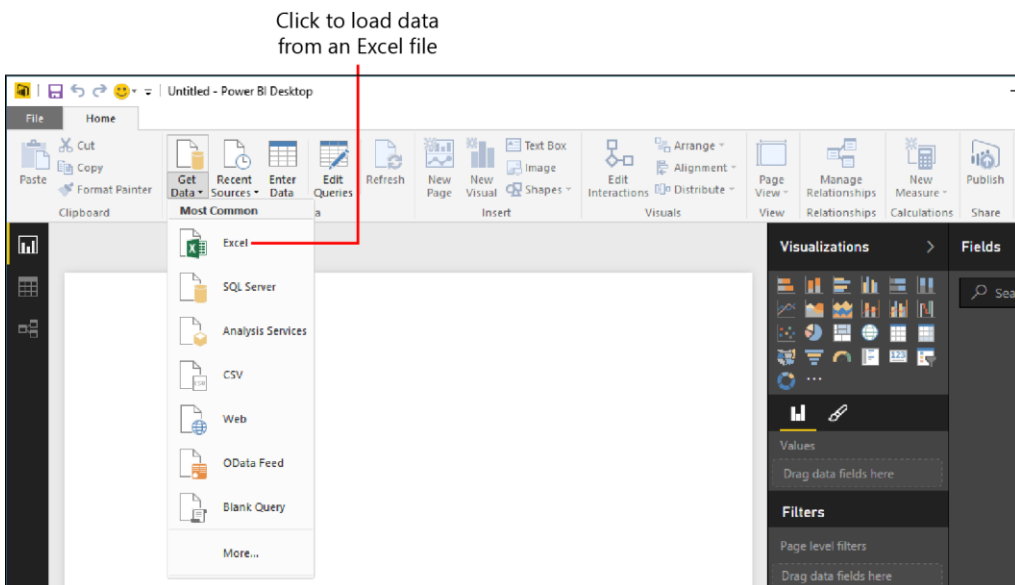 Click to load data
from an Excel file
Untitled - Power BI Desktop
File Home
Paste
Cut
Copy
Format Painter
Clipboard
Get Data
Recent Sources
Enter Data
Edit Queries
a
Refresh
New Page
New Visual
Text Box
Image
Shapes
Insert
Edit Interactions
Arrange
Alignment
Distribute
Visuals
Page View
View
Manage Relationships
Relationships
New Measure
Calculations
Publish
Share
Most Common
Excel
SQL Server
Analysis Services
CSV
Web
OData Feed
Blank Query
More...
Visualizations
Fields
Sea
123
Values
Drag data fields here
Filters
Page level filters
Drag data fields here